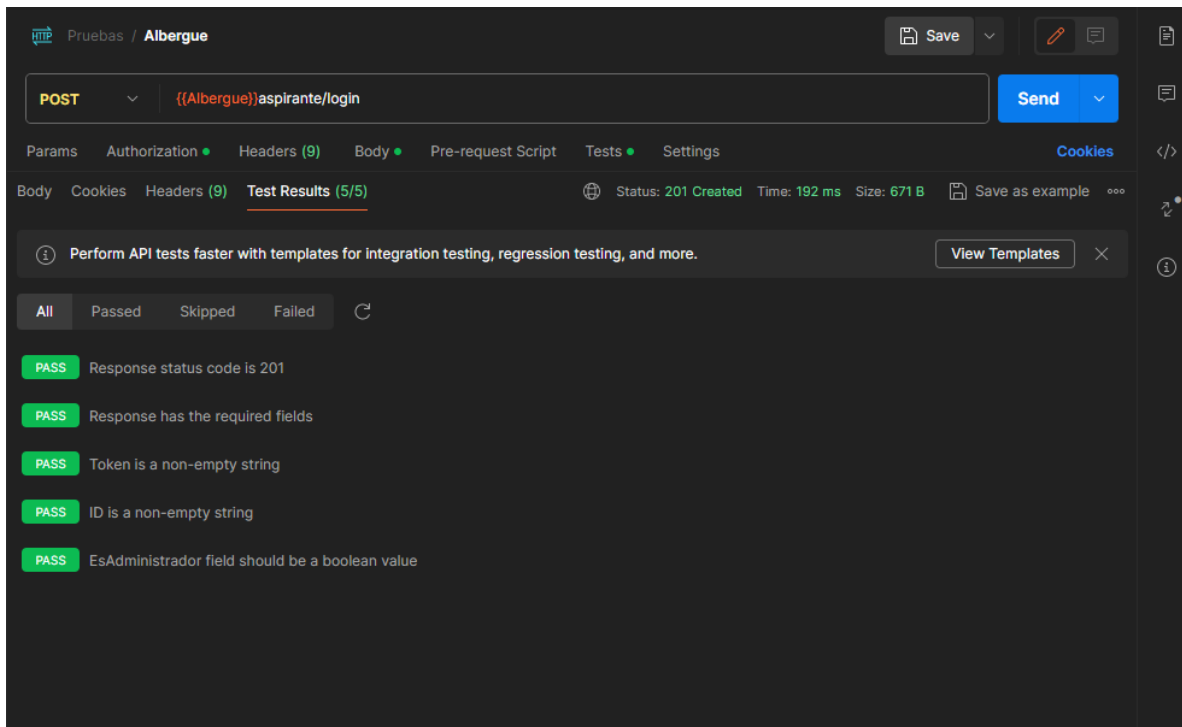 HTTP Pruebas / Albergue Save
POST {{Albergue}}aspirante/login Send
Params Authorization Headers (9) Body Pre-request Script Tests Settings Cookies
Body Cookies Headers (9) Test Results (5/5) Status: 201 Created Time: 192 ms Size: 671 B Save as example
Perform API tests faster with templates for integration testing, regression testing, and more. View Templates
All Passed Skipped Failed
PASS Response status code is 201
PASS Response has the required fields
PASS Token is a non-empty string
PASS ID is a non-empty string
PASS EsAdministrador field should be a boolean value